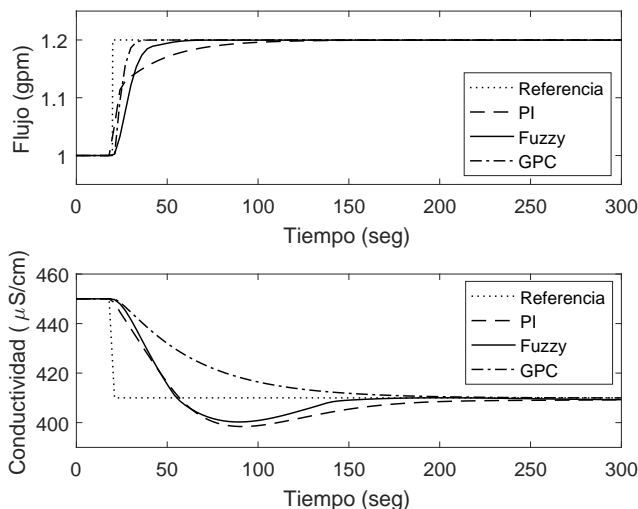 1.2
1.1
1
Flujo (gpm)
Referencia
PI
Fuzzy
GPC
0 50 100 150 200 250 300
Tiempo (seg)
460
440
420
400
Conductividad ( μS/cm)
Referencia
PI
Fuzzy
GPC
0 50 100 150 200 250 300
Tiempo (seg)